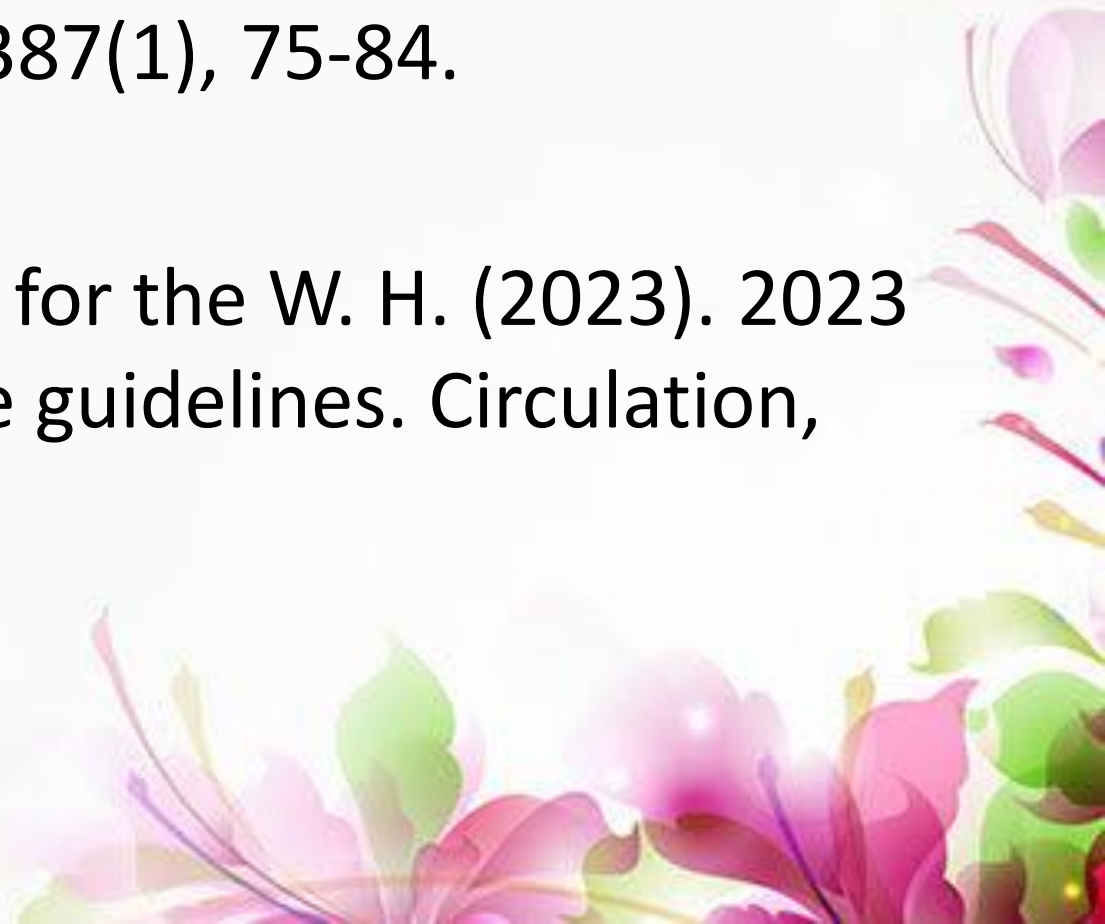 387(1), 75-84.
for the W. H. (2023). 2023
guidelines. Circulation,